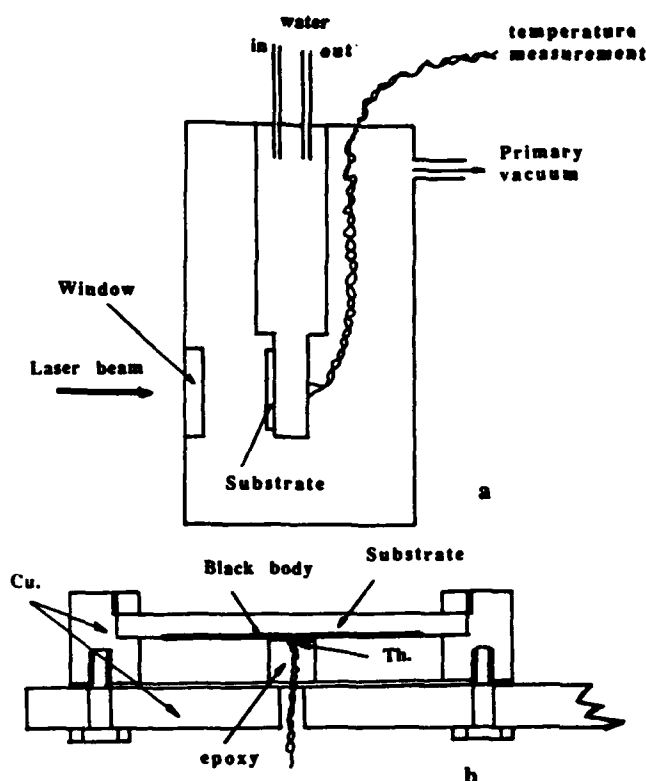 water
in
out
temperature
measurement
Primary
vacuum
Window
Laser beam
Substrate
a
Black body
Substrate
Cu.
Th.
epoxy
b